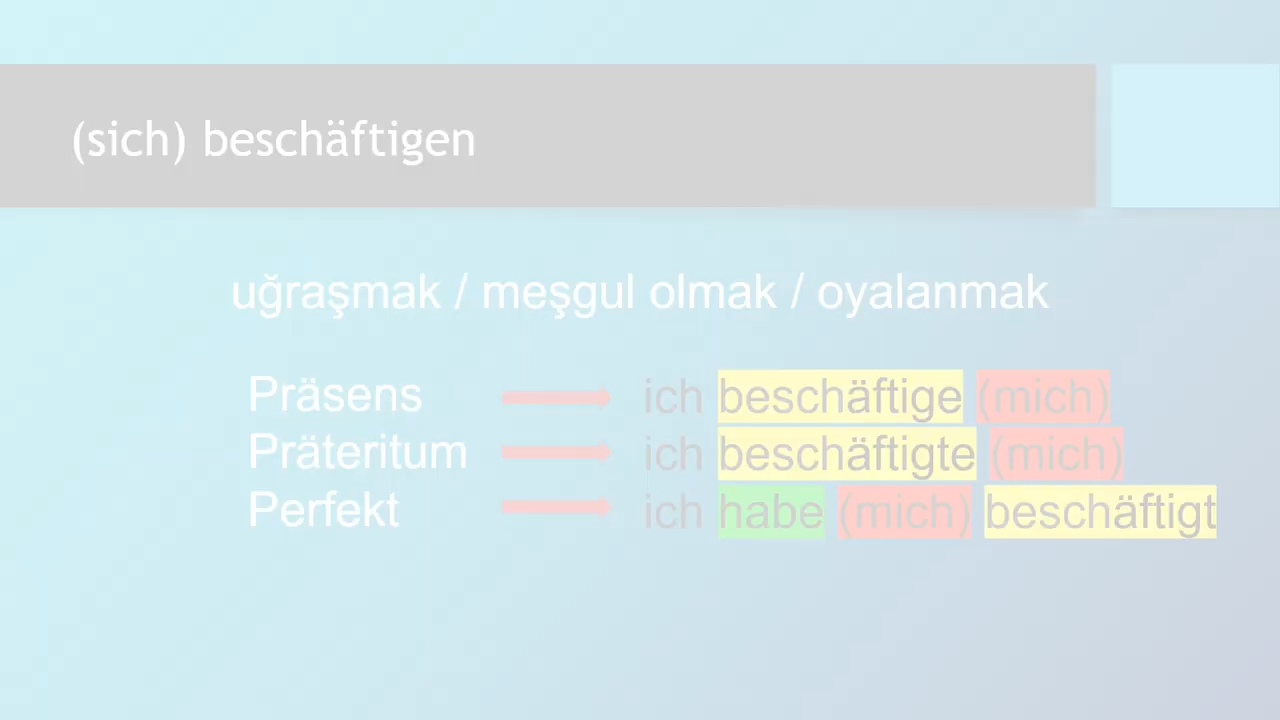 (sich) beschäftigen
uğraşmak / meşgul olmak / oyalanmak
Präsens ich beschäftige (mich)
Präteritum ich beschäftigte (mich)
Perfekt ich habe (mich) beschäftigt